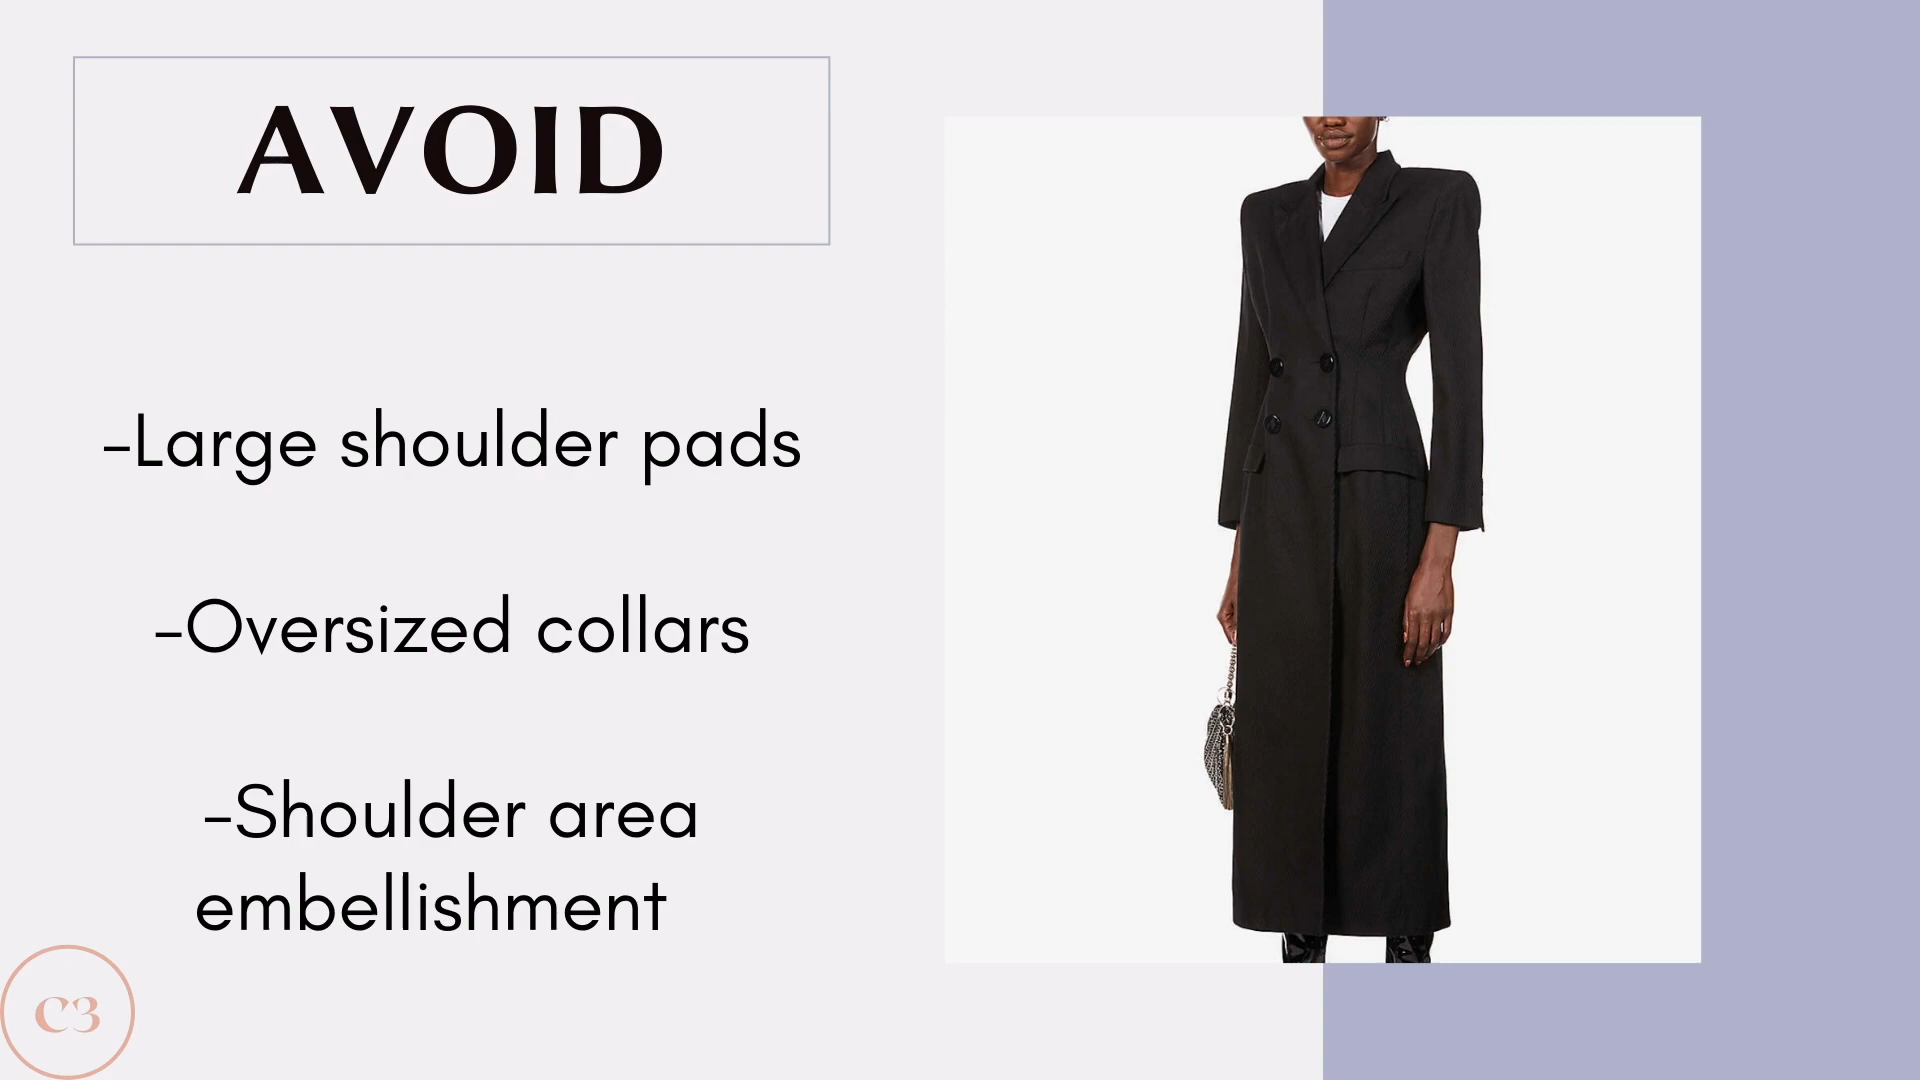 AVOID
-Large shoulder pads
-Oversized collars
-Shoulder area
embellishment
C3